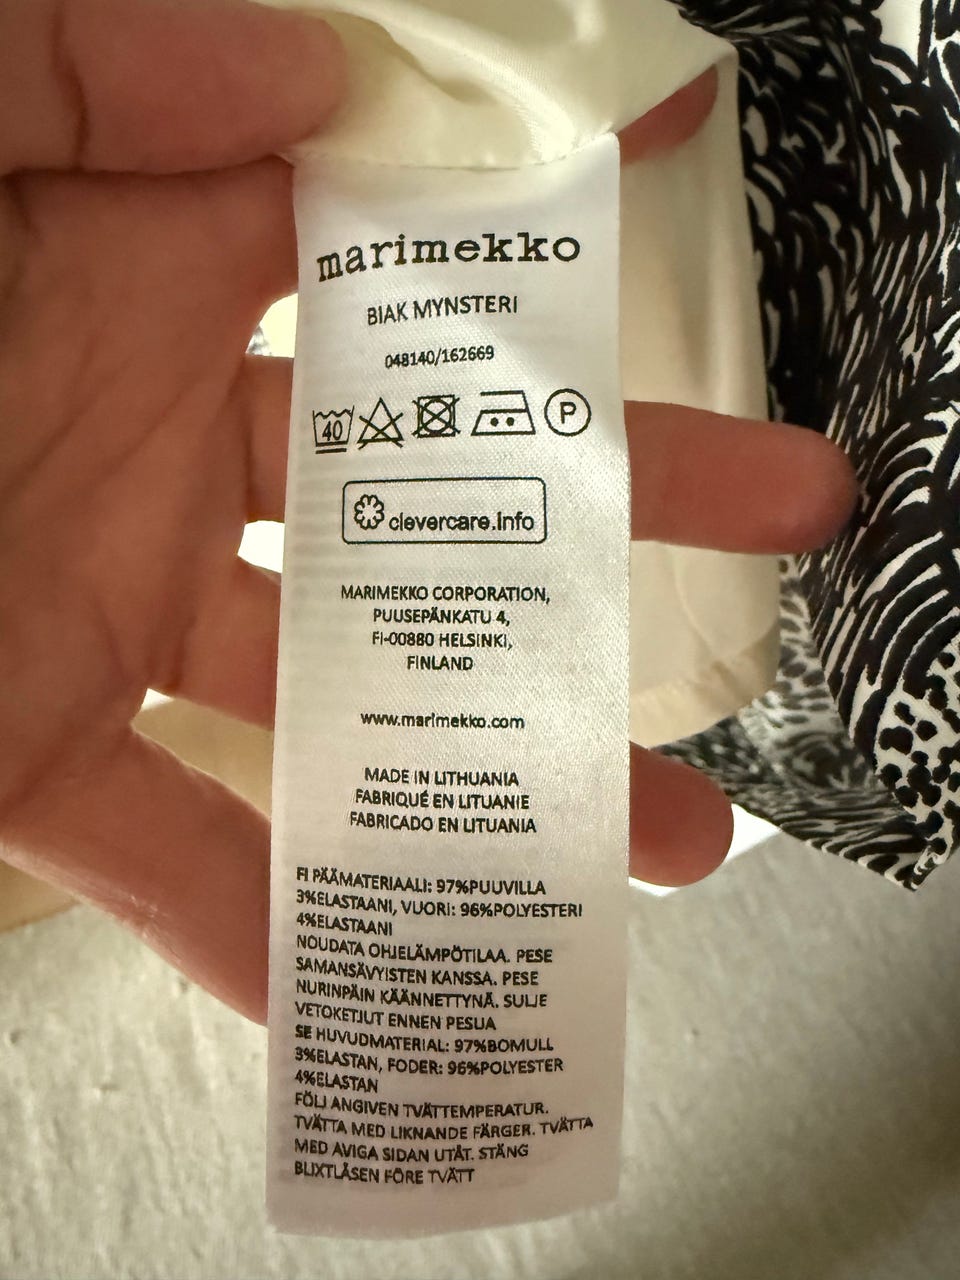 marimekko
BIAK MYNSTERI
048140/162669
40 P
clevercare.info
MARIMEKKO CORPORATION,
PUUSEPÄNKATU 4,
FI-00880 HELSINKI,
FINLAND
www.marimekko.com
MADE IN LITHUANIA
FABRIQUÉ EN LITUANIE
FABRICADO EN LITUANIA
FI PÄÄMATERIAALI: 97%PUUVILLA
3%ELASTAANI, VUORI: 96%POLYESTERI
4%ELASTAANI
NOUDATA OHJELÄMPÖTILAA. PESE
SAMANSÄVYISTEN KANSSA. PESE
NURINPÄIN KÄÄNNETTYNÄ. SULJE
VETOKETJUT ENNEN PESUA
SE HUVUDMATERIAL: 97%BOMULL
3%ELASTAN, FODER: 96%POLYESTER
4%ELASTAN
FÖLJ ANGIVEN TVÄTTEMPERATUR.
TVÄTTA MED LIKNANDE FÄRGER. TVÄTTA
MED AVIGA SIDAN UTÅT. STÄNG
BLIXTLÅSEN FÖRE TVÄTT